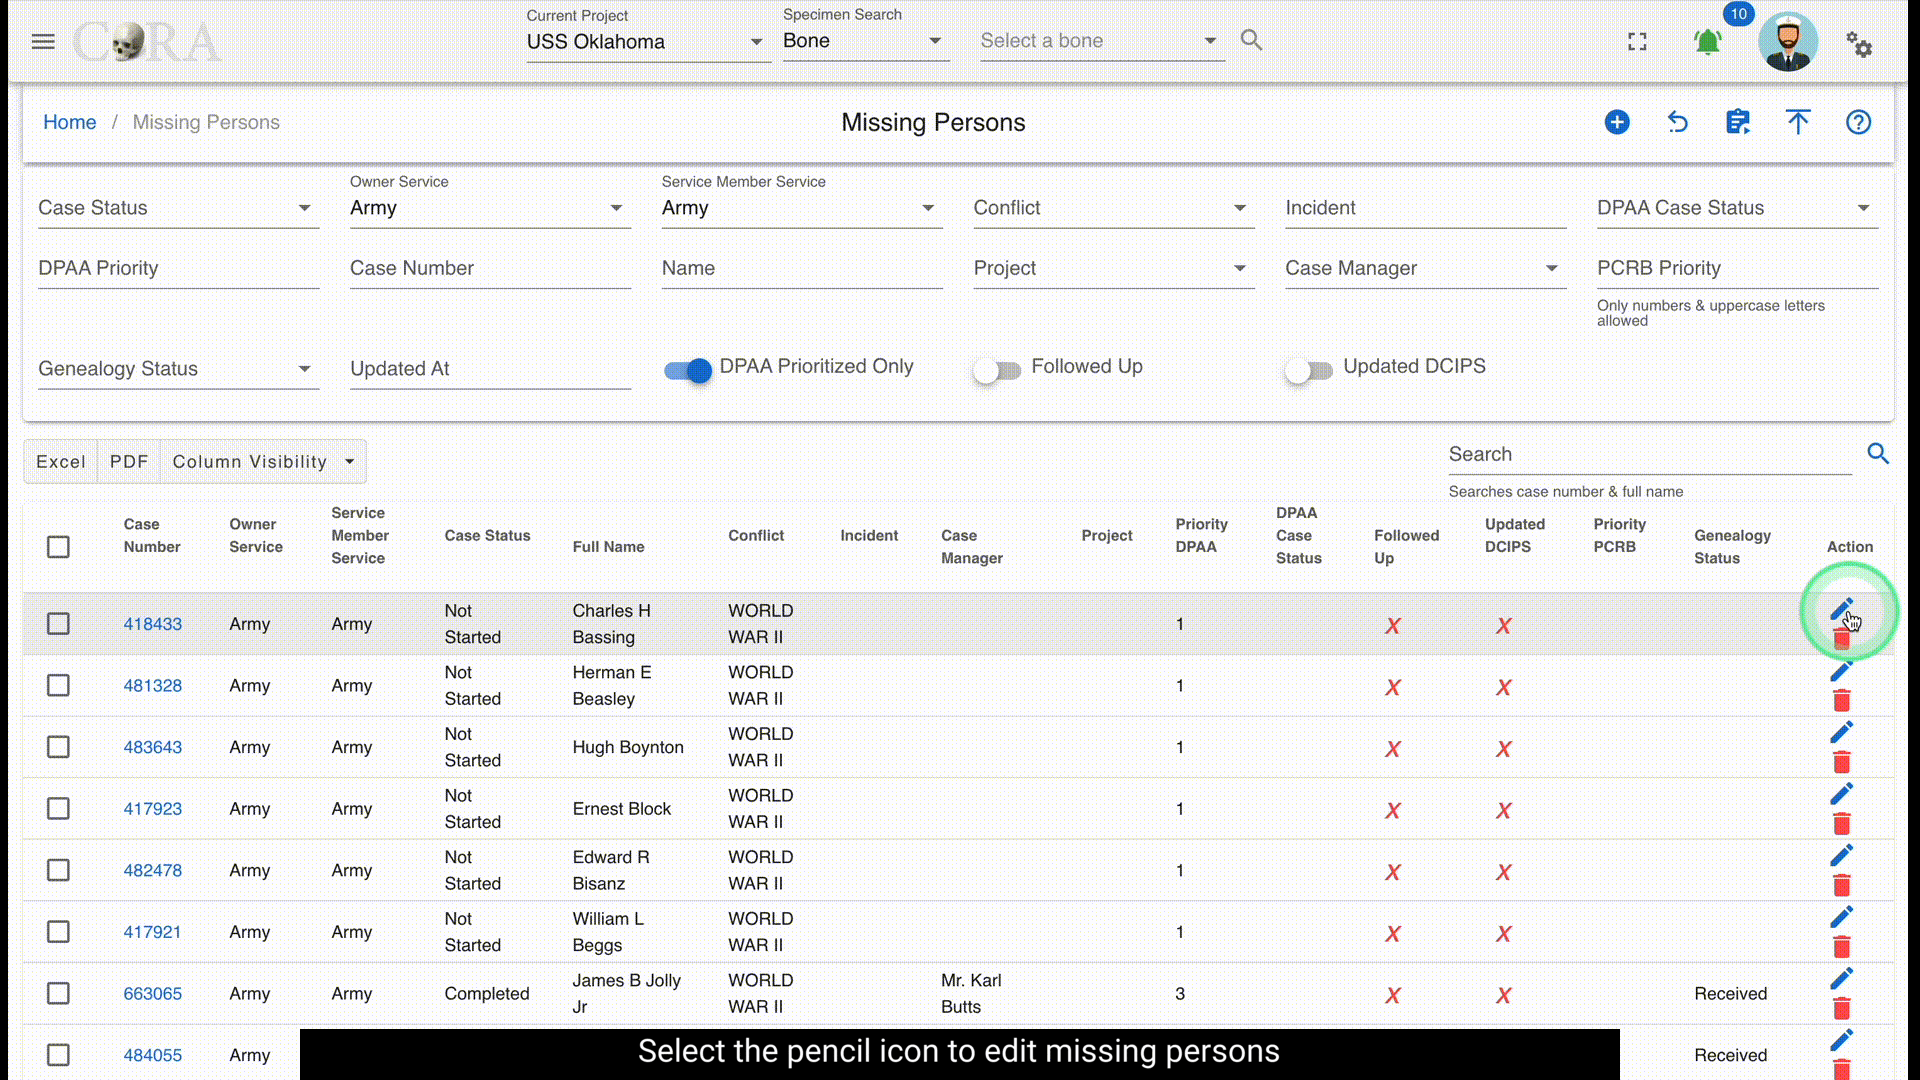 CORA
Current Project
USS Oklahoma
Specimen Search
Bone
Select a bone
10
Home / Missing Persons
Missing Persons
Case Status
Owner Service
Army
Service Member Service
Army
Conflict
Incident
DPAA Case Status
DPAA Priority
Case Number
Name
Project
Case Manager
PCRB Priority
Only numbers & uppercase letters
allowed
Genealogy Status
Updated At
DPAA Prioritized Only
Followed Up
Updated DCIPS
Excel PDF Column Visibility
Search
Searches case number & full name
Case
Number
Owner
Service
Service
Member
Service
Case Status
Full Name
Conflict
Incident
Case
Manager
Project
Priority
DPAA
DPAA
Case
Status
Followed
Up
Updated
DCIPS
Priority
PCRB
Genealogy
Status
Action
418433 Army Army Not Started Charles H Bassing WORLD WAR II 1 X X
481328 Army Army Not Started Herman E Beasley WORLD WAR II 1 X X
483643 Army Army Not Started Hugh Boynton WORLD WAR II 1 X X
417923 Army Army Not Started Ernest Block WORLD WAR II 1 X X
482478 Army Army Not Started Edward R Bisanz WORLD WAR II 1 X X
417921 Army Army Not Started William L Beggs WORLD WAR II 1 X X
663065 Army Army Completed James B Jolly Jr WORLD WAR II Mr. Karl Butts 3 X X Received
484055 Army Received
Select the pencil icon to edit missing persons